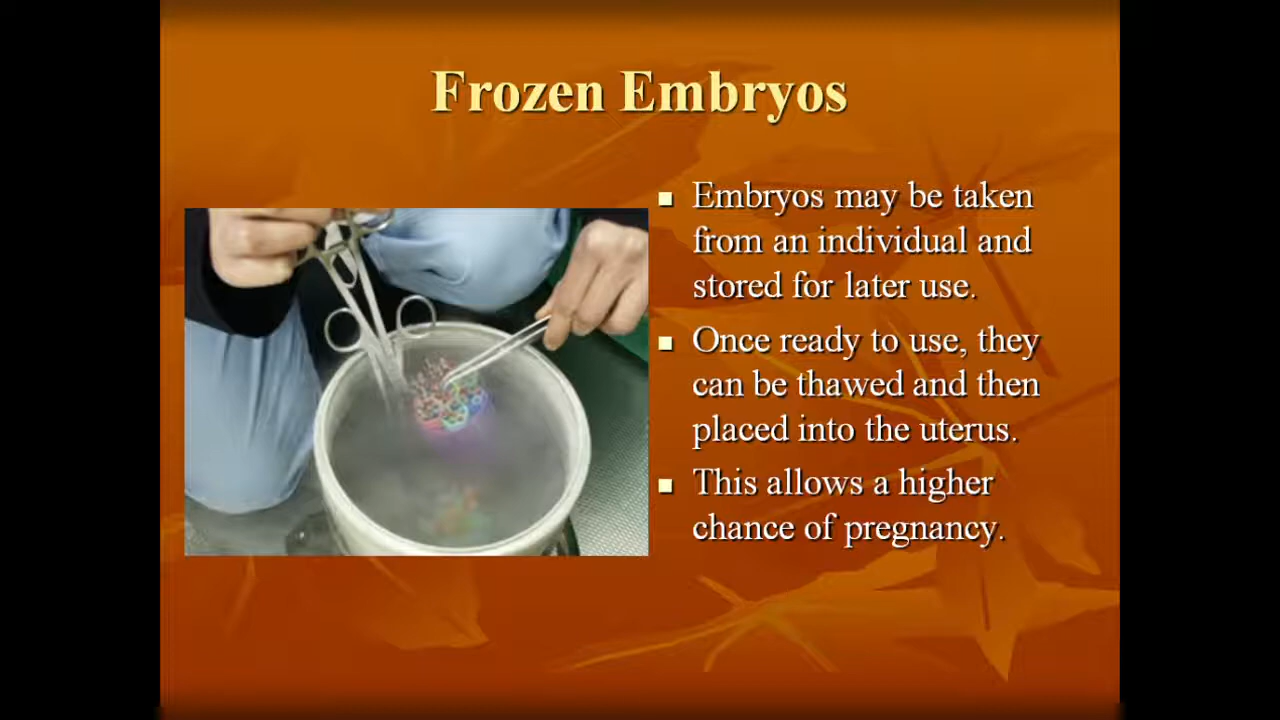 Frozen Embryos
Embryos may be taken
from an individual and
stored for later use.
Once ready to use, they
can be thawed and then
placed into the uterus.
This allows a higher
chance of pregnancy.